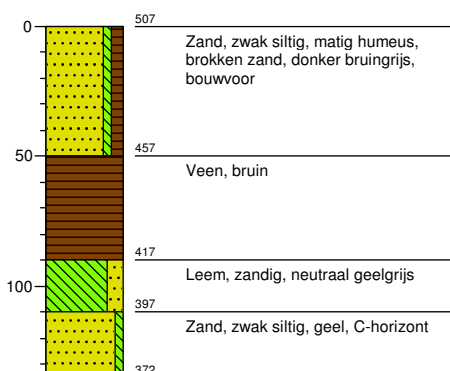 0
507
Zand, zwak siltig, matig humeus,
brokken zand, donker bruingrijs,
bouwvoor
50
457
Veen, bruin
417
100
Leem, zandig, neutraal geelgrijs
397
Zand, zwak siltig, geel, C-horizont
372